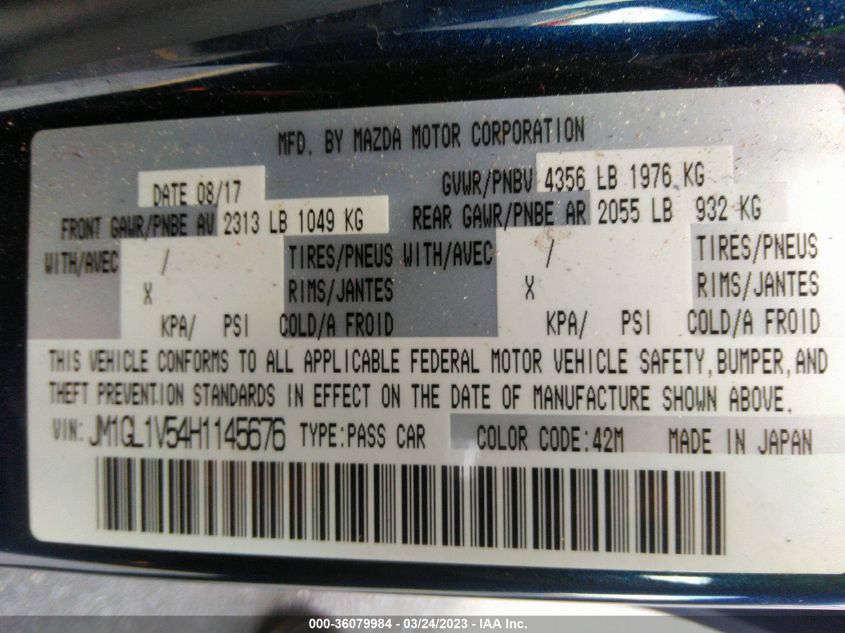 MFD. BY MAZDA MOTOR CORPORATION
DATE 08/17 GVWR/PNBV 4356 LB 1976 KG
FRONT GAWR/PNBE AV 2313 LB 1049 KG REAR GAWR/PNBE AR 2055 LB 932 KG
WITH/AVEC / TIRES/PNEUS WITH/AVEC / TIRES/PNEUS
X RIMS/JANTES X RIMS/JANTES
KPA/ PSI COLD/A FROID KPA/ PSI COLD/A FROID
THIS VEHICLE CONFORMS TO ALL APPLICABLE FEDERAL MOTOR VEHICLE SAFETY, BUMPER, AND
THEFT PREVENTION STANDARDS IN EFFECT ON THE DATE OF MANUFACTURE SHOWN ABOVE.
VIN: JM1GL1V54H1145676 TYPE:PASS CAR COLOR CODE:42M MADE IN JAPAN
000-36079984 - 03/24/2023 - IAA Inc.